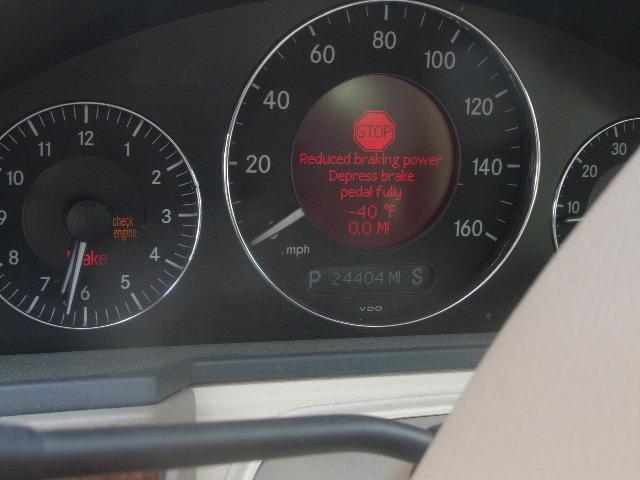 60
80
100
40
120
20
140
160
mph
STOP
Reduced braking power
Depress brake
pedal fully
-40 °F
0.0 MI
P 24404 MI S
VDO
12
11
1
10
2
9
3
8
4
7
5
6
check
engine
30
20
10